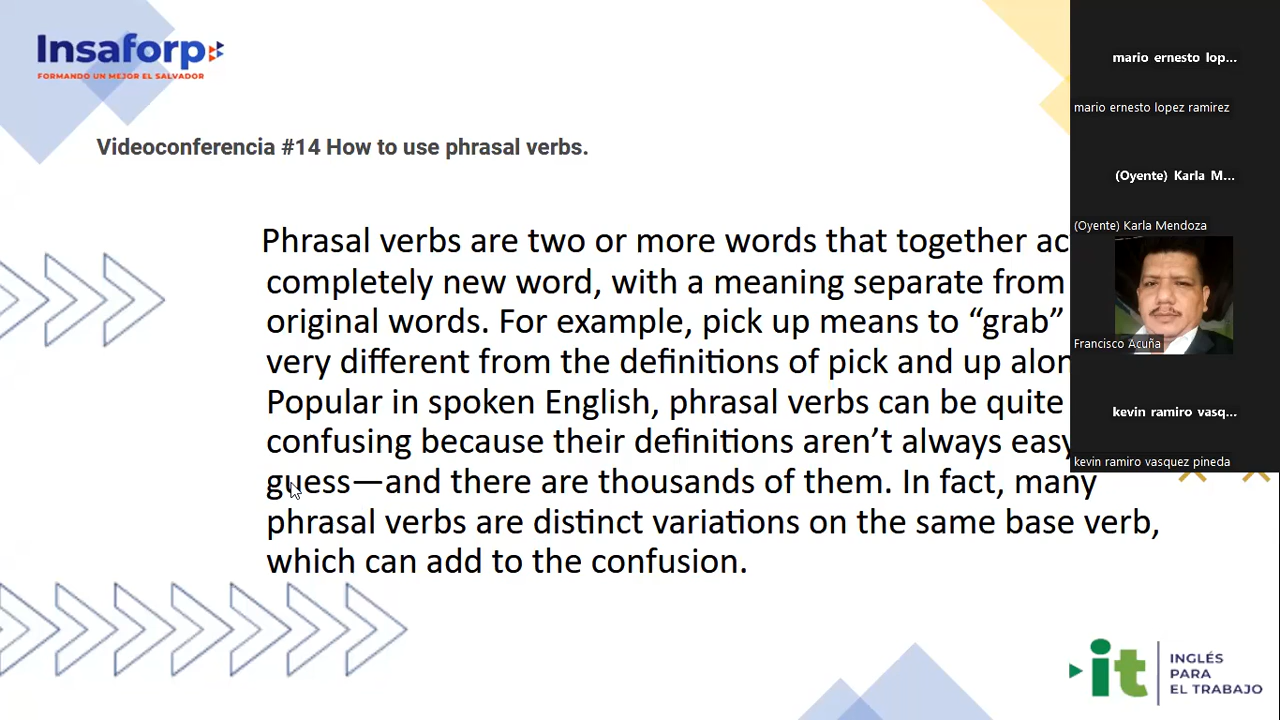 Insaforp
FORMANDO UN MEJOR EL SALVADOR
Videoconferencia #14 How to use phrasal verbs.
Phrasal verbs are two or more words that together ac
completely new word, with a meaning separate from
original words. For example, pick up means to “grab”
very different from the definitions of pick and up alon
Popular in spoken English, phrasal verbs can be quite
confusing because their definitions aren’t always easy
guess—and there are thousands of them. In fact, many
phrasal verbs are distinct variations on the same base verb,
which can add to the confusion.
mario ernesto lop...
mario ernesto lopez ramirez
(Oyente) Karla M...
(Oyente) Karla Mendoza
Francisco Acuña
kevin ramiro vasq...
kevin ramiro vasquez pineda
it
INGLÉS
PARA
EL TRABAJO